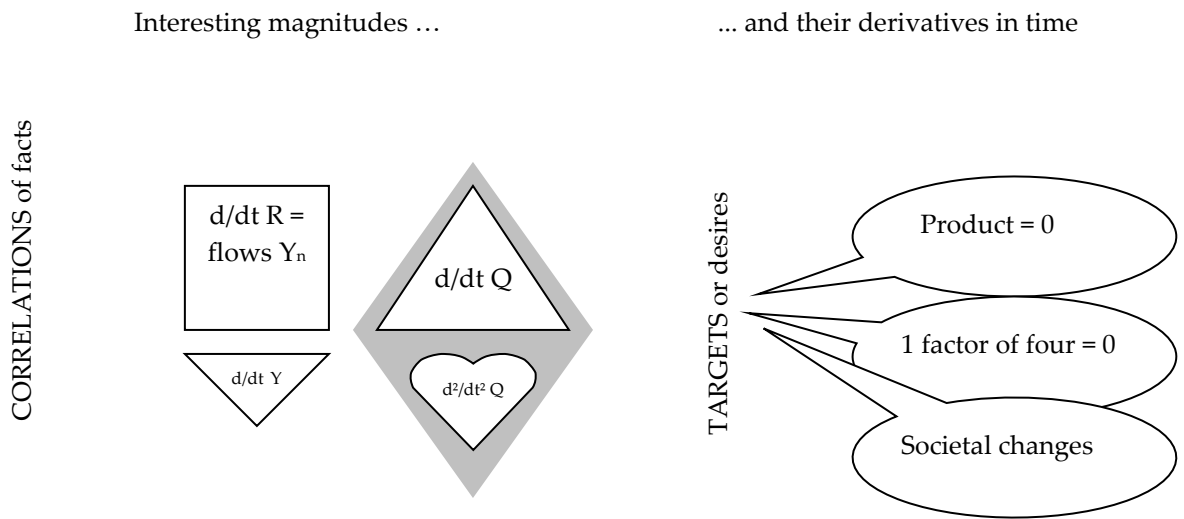 Interesting magnitudes …
... and their derivatives in time
CORRELATIONS of facts
d/dt R =
flows Yn
d/dt Q
d/dt Y
d²/dt² Q
TARGETS or desires
Product = 0
1 factor of four = 0
Societal changes